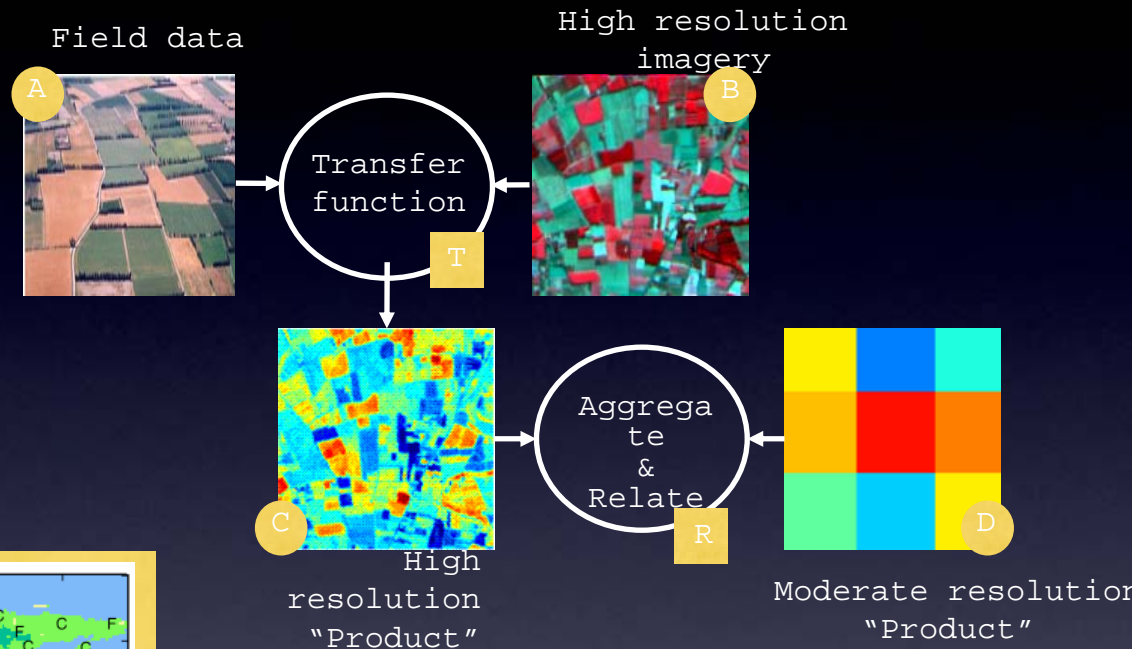 Field data
High resolution
imagery
A
B
Transfer
function
T
Aggrega
te
&
Relate
R
C
D
High
resolution
“Product”
Moderate resolution
“Product”
F
C
F
C
C